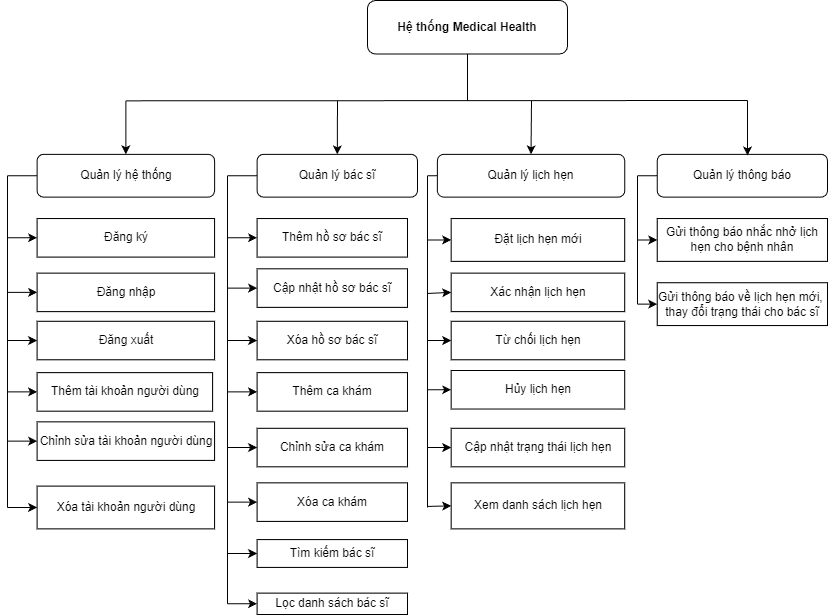 Hệ thống Medical Health
Quản lý hệ thống
Đăng ký
Đăng nhập
Đăng xuất
Thêm tài khoản người dùng
Chỉnh sửa tài khoản người dùng
Xóa tài khoản người dùng
Quản lý bác sĩ
Thêm hồ sơ bác sĩ
Cập nhật hồ sơ bác sĩ
Xóa hồ sơ bác sĩ
Thêm ca khám
Chỉnh sửa ca khám
Xóa ca khám
Tìm kiếm bác sĩ
Lọc danh sách bác sĩ
Quản lý lịch hẹn
Đặt lịch hẹn mới
Xác nhận lịch hẹn
Từ chối lịch hẹn
Hủy lịch hẹn
Cập nhật trạng thái lịch hẹn
Xem danh sách lịch hẹn
Quản lý thông báo
Gửi thông báo nhắc nhở lịch
hẹn cho bệnh nhân
Gửi thông báo về lịch hẹn mới,
thay đổi trạng thái cho bác sĩ